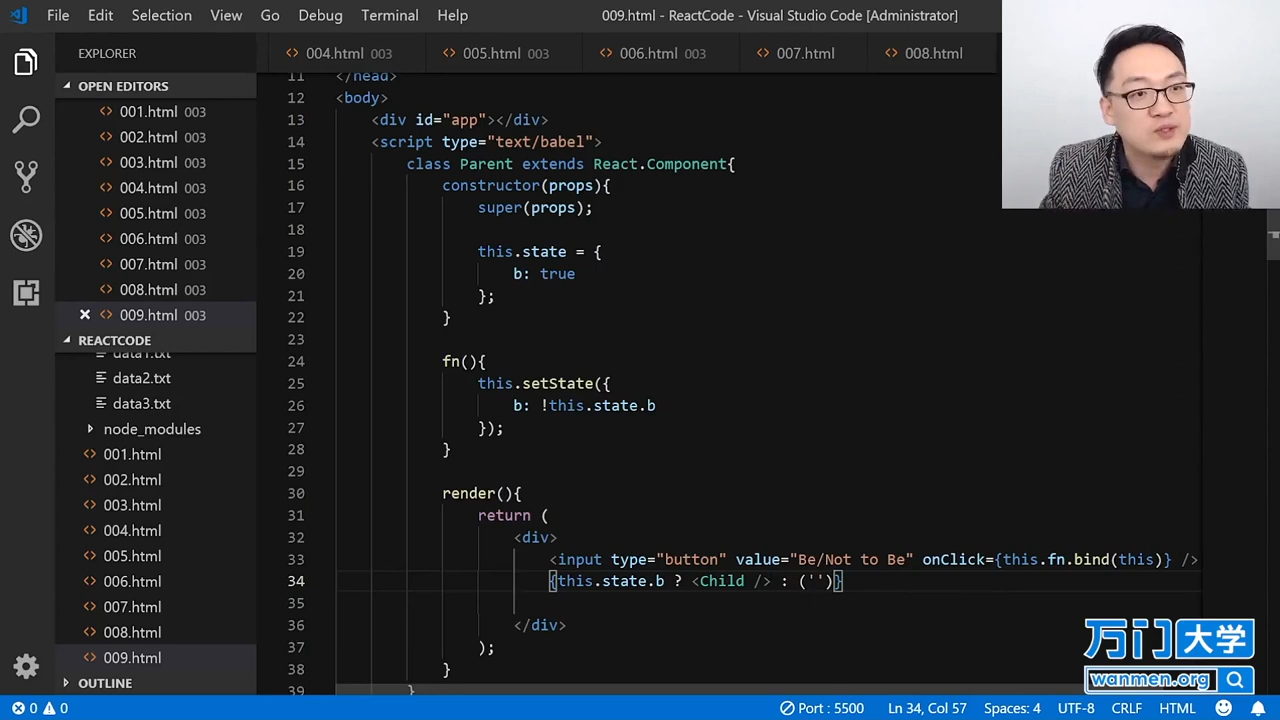 File Edit Selection View Go Debug Terminal Help 009.html - ReactCode - Visual Studio Code [Administrator]
EXPLORER
004.html 003 005.html 003 006.html 003 007.html 008.html
OPEN EDITORS
001.html 003
002.html 003
003.html 003
004.html 003
005.html 003
006.html 003
007.html 003
008.html 003
009.html 003
REACTCODE
data1.txt
data2.txt
data3.txt
node_modules
001.html
002.html
003.html
004.html
005.html
006.html
007.html
008.html
009.html
OUTLINE
11 </head>
12 <body>
13 <div id="app"></div>
14 <script type="text/babel">
15 class Parent extends React.Component{
16 constructor(props){
17 super(props);
18
19 this.state = {
20 b: true
21 };
22 }
23
24 fn(){
25 this.setState({
26 b: !this.state.b
27 });
28 }
29
30 render(){
31 return (
32 <div>
33 <input type="button" value="Be/Not to Be" onClick={this.fn.bind(this)} />
34 {this.state.b ? <Child /> : ('')}
35
36 </div>
37 );
38 }
39 }
万门大学
wanmen.org
0 0 Port : 5500 Ln 34, Col 57 Spaces: 4 UTF-8 CRLF HTML